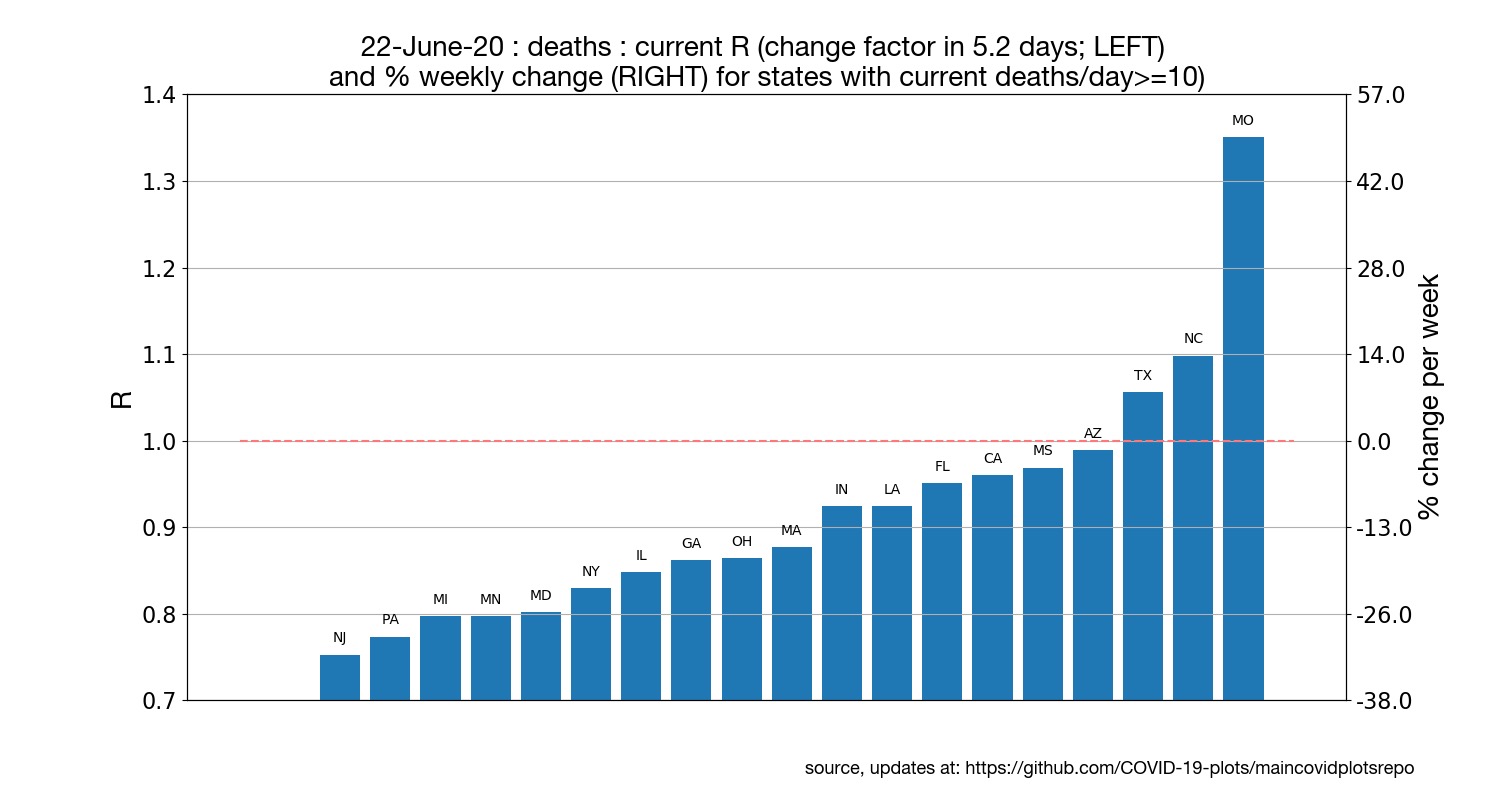 22-June-20 : deaths : current R (change factor in 5.2 days; LEFT)
and % weekly change (RIGHT) for states with current deaths/day>=10)
1.4
1.3
1.2
1.1
1.0
0.9
0.8
0.7
R
NJ
PA
MI
MN
MD
NY
IL
GA
OH
MA
IN
LA
FL
CA
MS
AZ
TX
NC
MO
57.0
42.0
28.0
14.0
0.0
-13.0
-26.0
-38.0
% change per week
source, updates at: https://github.com/COVID-19-plots/maincovidplotsrepo